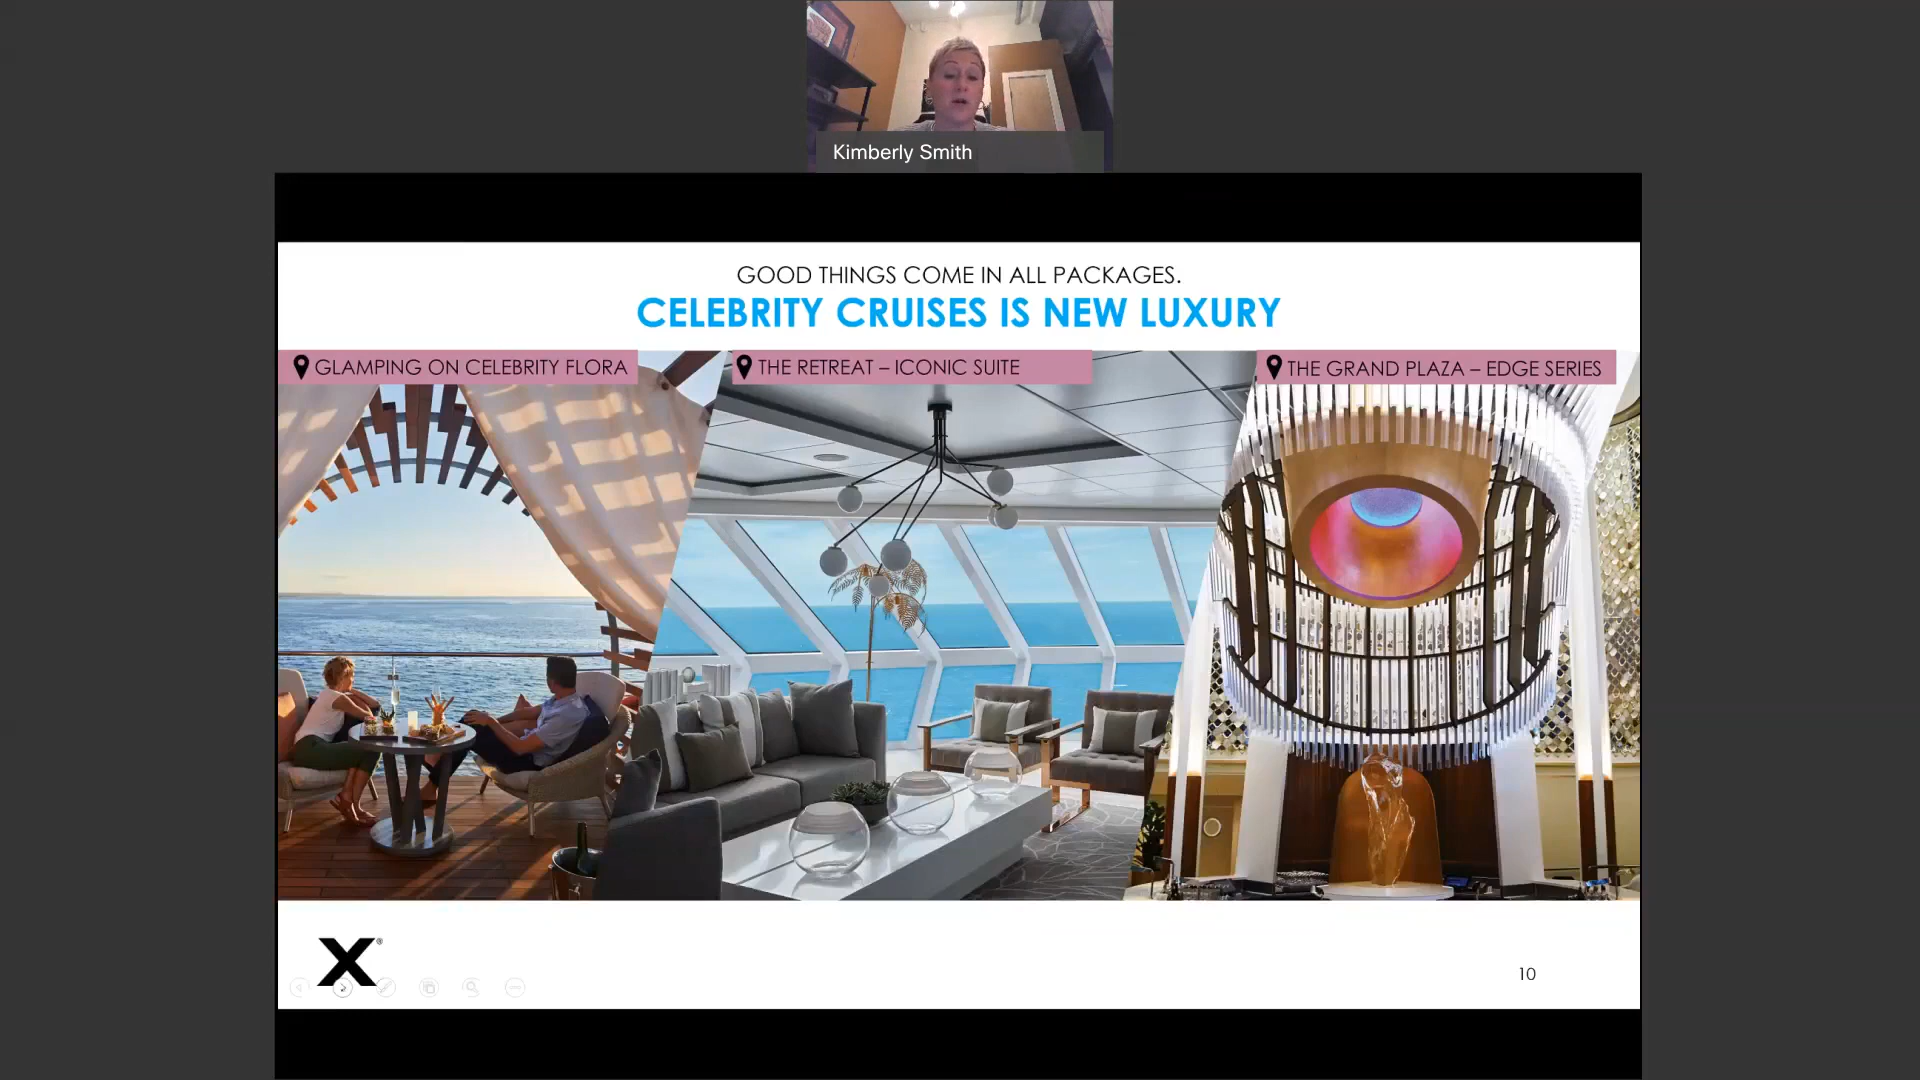 Kimberly Smith
GOOD THINGS COME IN ALL PACKAGES.
CELEBRITY CRUISES IS NEW LUXURY
GLAMPING ON CELEBRITY FLORA
THE RETREAT – ICONIC SUITE
THE GRAND PLAZA – EDGE SERIES
X®
10